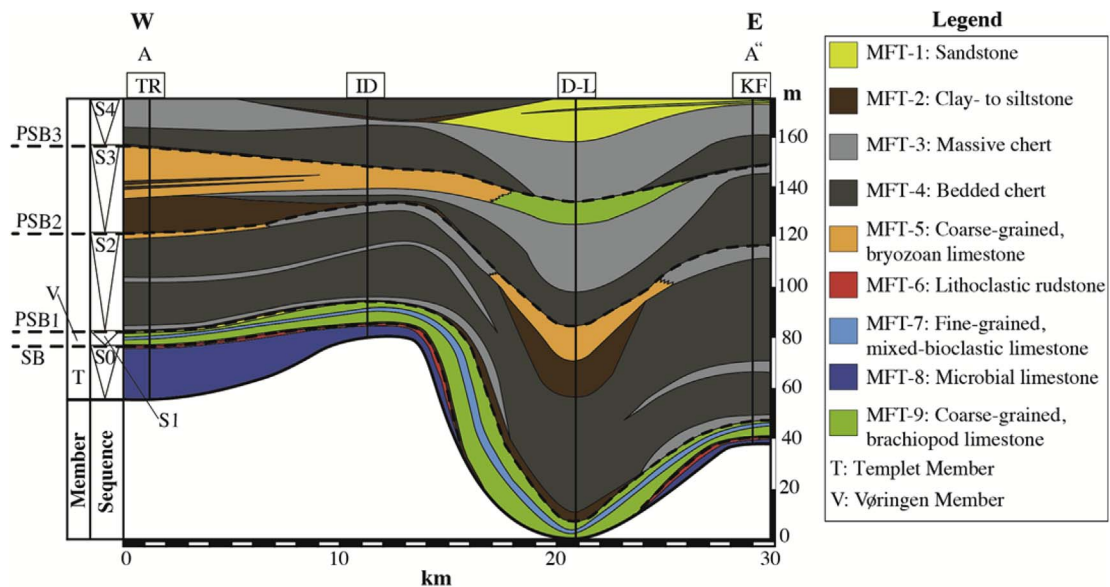 W
E
Legend
A
A“
TR
ID
D-L
KF
m
MFT-1: Sandstone
MFT-2: Clay- to siltstone
MFT-3: Massive chert
MFT-4: Bedded chert
MFT-5: Coarse-grained,
bryozoan limestone
MFT-6: Lithoclastic rudstone
MFT-7: Fine-grained,
mixed-bioclastic limestone
MFT-8: Microbial limestone
MFT-9: Coarse-grained,
brachiopod limestone
T: Templet Member
V: Vøringen Member
S4
PSB3
S3
PSB2
S2
V
PSB1
SB
S0
T
S1
Member
Sequence
160
140
120
100
80
60
40
20
0
0
10
20
30
km